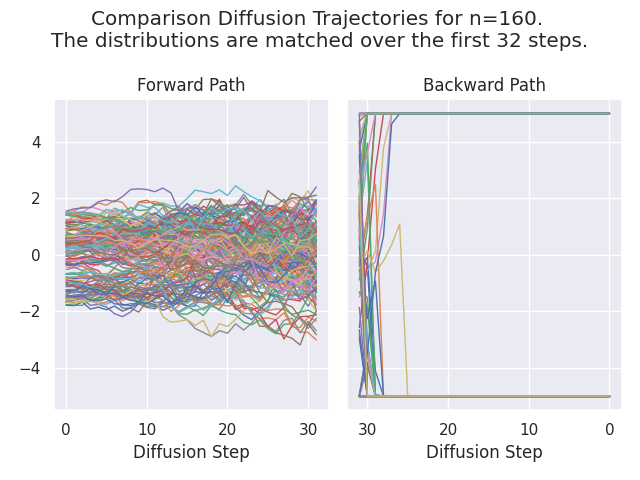 Comparison Diffusion Trajectories for n=160.
The distributions are matched over the first 32 steps.
Forward Path
Backward Path
4
2
0
−2
−4
0
10
20
30
30
20
10
0
Diffusion Step
Diffusion Step